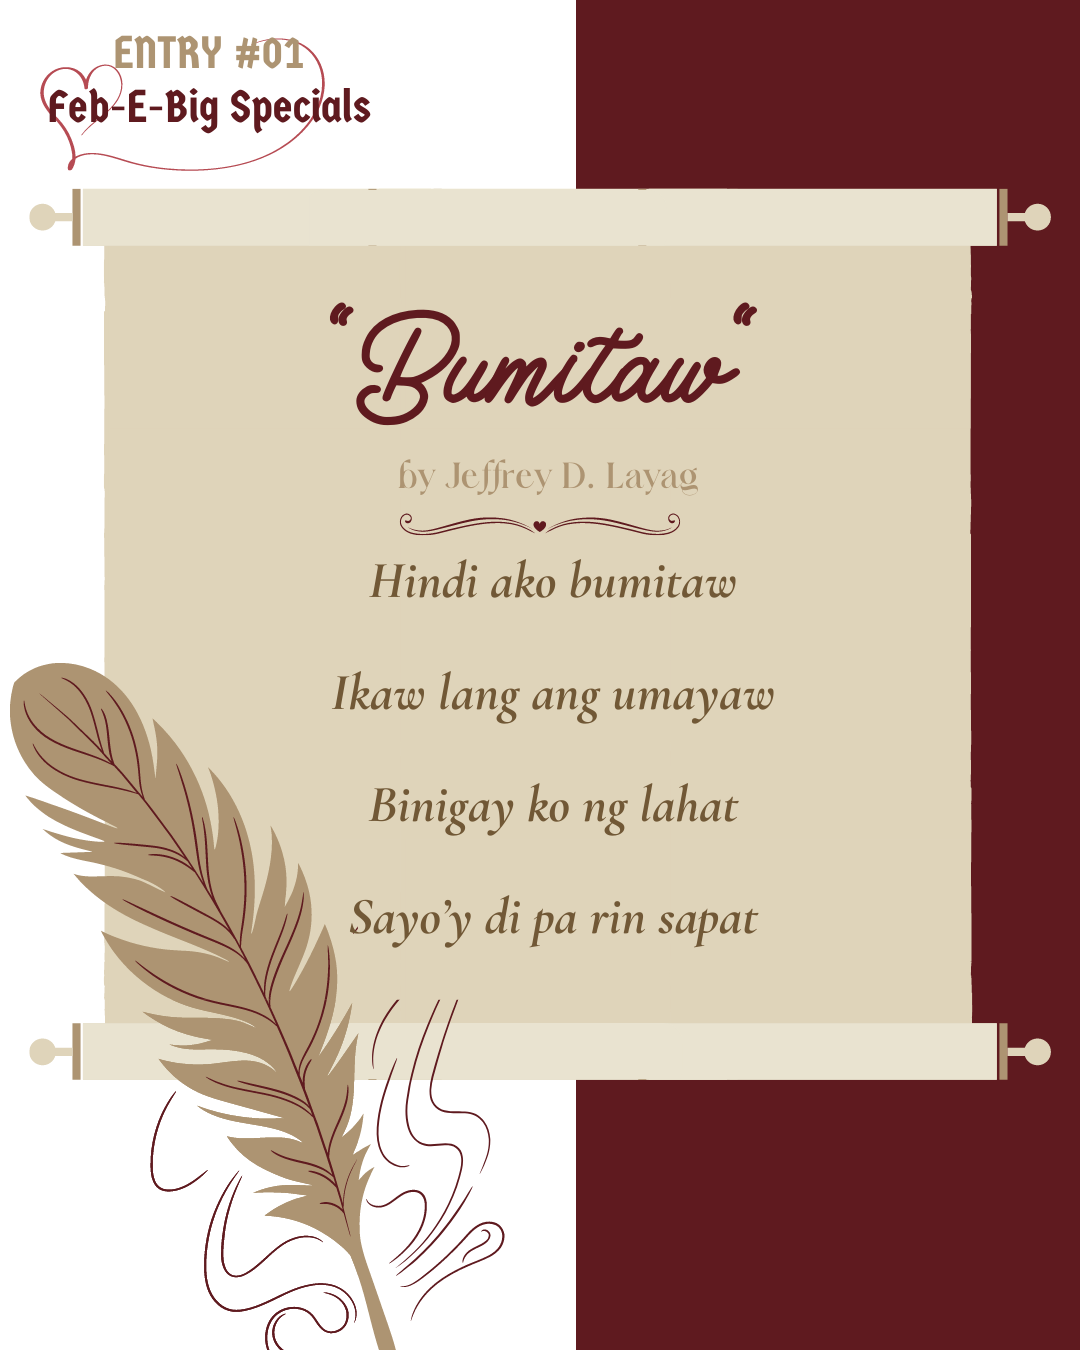 ENTRY #01
Feb-E-Big Specials
“Bumitaw“
by Jeffrey D. Layag
Hindi ako bumitaw
Ikaw lang ang umayaw
Binigay ko ng lahat
Sayo’y di pa rin sapat